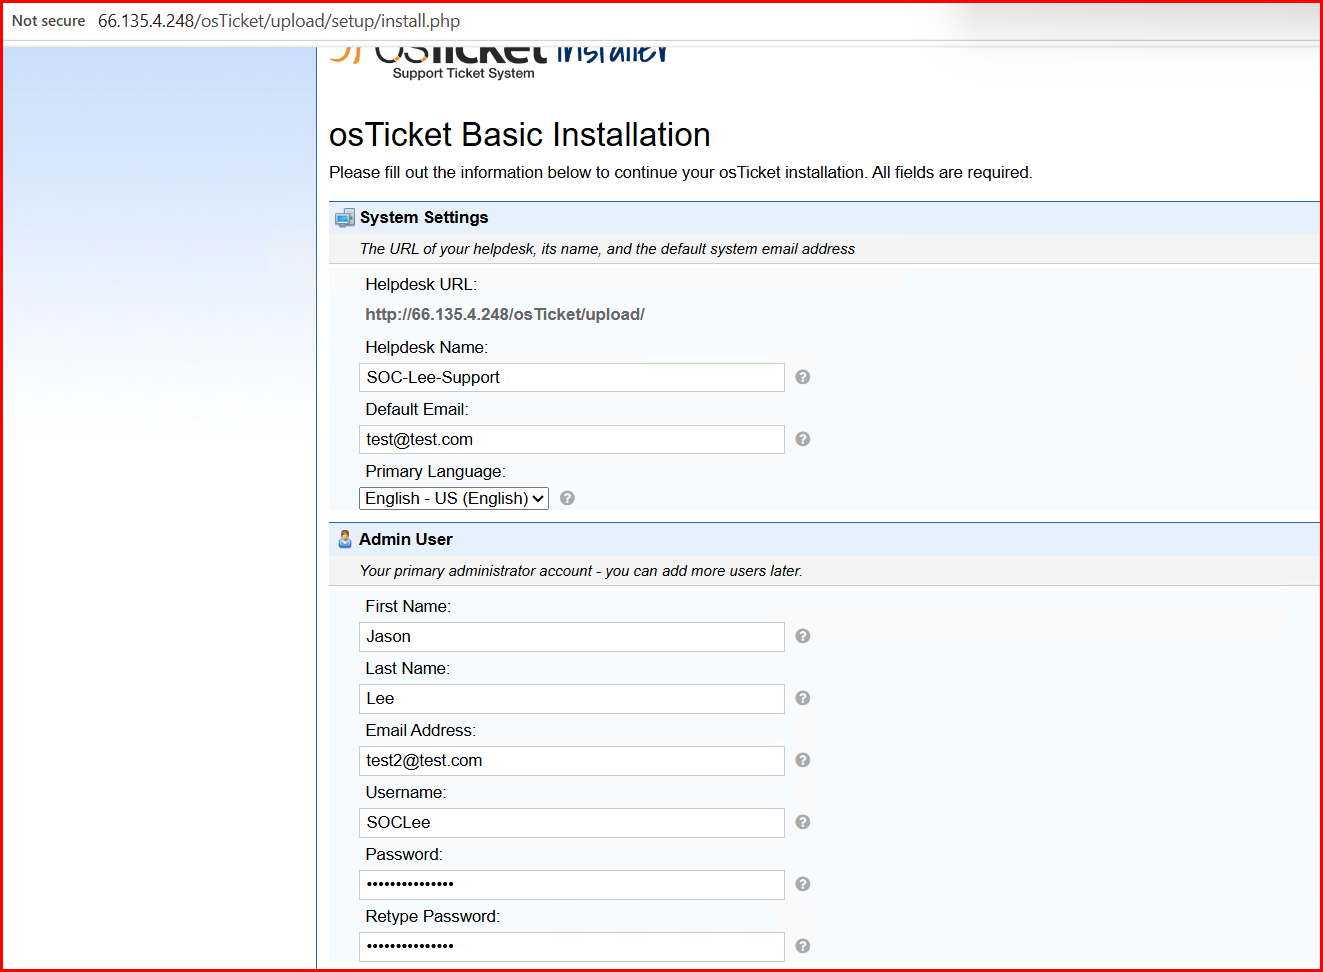 Not secure 66.135.4.248/osTicket/upload/setup/install.php
osTicket Installer
Support Ticket System
osTicket Basic Installation
Please fill out the information below to continue your osTicket installation. All fields are required.
System Settings
The URL of your helpdesk, its name, and the default system email address
Helpdesk URL:
http://66.135.4.248/osTicket/upload/
Helpdesk Name:
SOC-Lee-Support
Default Email:
test@test.com
Primary Language:
English - US (English)
Admin User
Your primary administrator account - you can add more users later.
First Name:
Jason
Last Name:
Lee
Email Address:
test2@test.com
Username:
SOCLee
Password:
•••••••••••••••
Retype Password:
•••••••••••••••